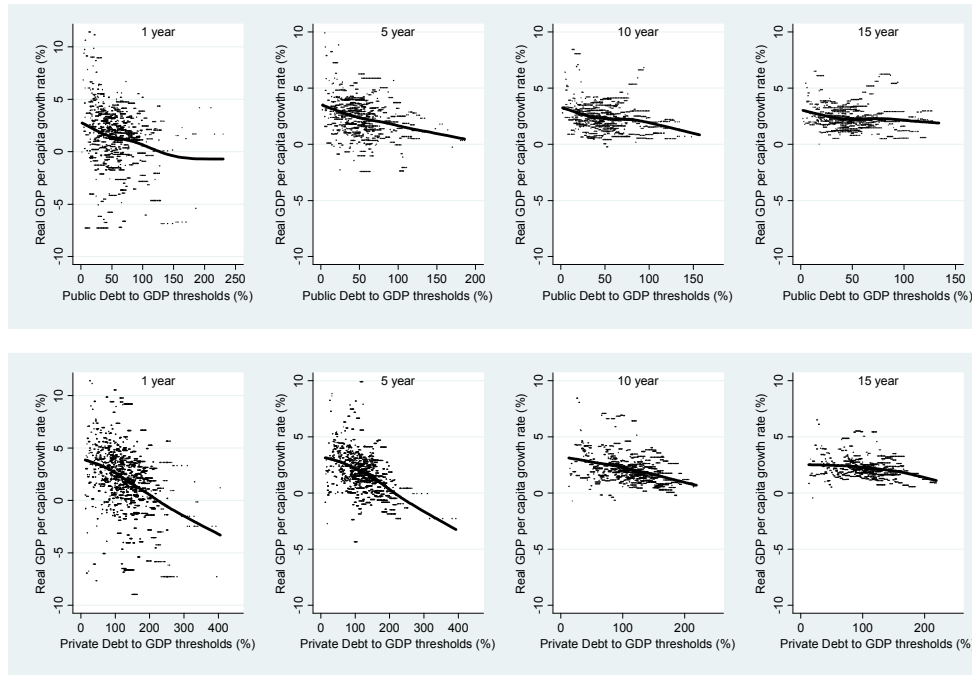 1 year
Real GDP per capita growth rate (%)
10
5
0
-5
-10
0 50 100 150 200 250
Public Debt to GDP thresholds (%)
5 year
Real GDP per capita growth rate (%)
10
5
0
-5
-10
0 50 100 150 200
Public Debt to GDP thresholds (%)
10 year
Real GDP per capita growth rate (%)
10
5
0
-5
-10
0 50 100 150
Public Debt to GDP thresholds (%)
15 year
Real GDP per capita growth rate (%)
10
5
0
-5
-10
0 50 100 150
Public Debt to GDP thresholds (%)
1 year
Real GDP per capita growth rate (%)
10
5
0
-5
-10
0 100 200 300 400
Private Debt to GDP thresholds (%)
5 year
Real GDP per capita growth rate (%)
10
5
0
-5
-10
0 100 200 300 400
Private Debt to GDP thresholds (%)
10 year
Real GDP per capita growth rate (%)
10
5
0
-5
-10
0 100 200
Private Debt to GDP thresholds (%)
15 year
Real GDP per capita growth rate (%)
10
5
0
-5
-10
0 100 200
Private Debt to GDP thresholds (%)